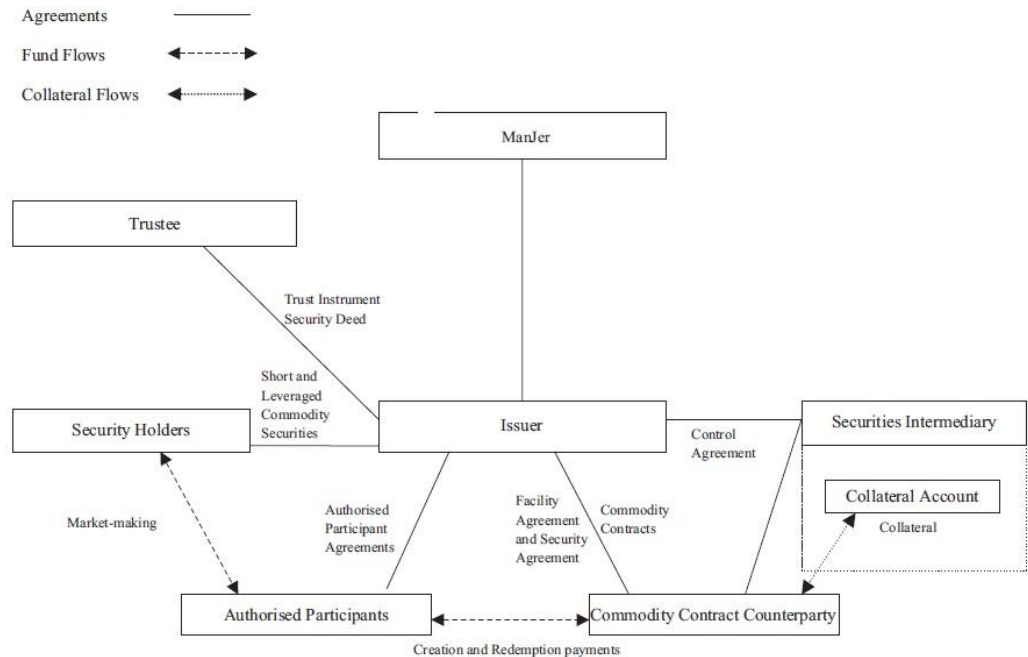 Agreements
Fund Flows
Collateral Flows
ManJer
Trustee
Trust Instrument
Security Deed
Short and
Leveraged
Commodity
Securities
Security Holders
Issuer
Securities Intermediary
Control
Agreement
Collateral Account
Collateral
Market-making
Authorised
Participant
Agreements
Facility
Agreement
and Security
Agreement
Commodity
Contracts
Authorised Participants
Commodity Contract Counterparty
Creation and Redemption payments